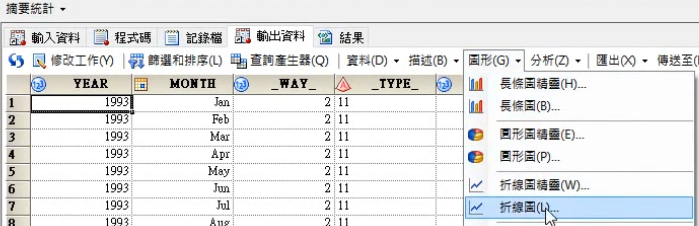 摘要統計
輸入資料 程式碼 記錄檔 輸出資料 結果
修改工作(Y) 篩選和排序(L) 查詢產生器(Q) 資料(D) 描述(B) 圖形(G) 分析(Z) 匯出(X) 傳送至(
YEAR MONTH _WAY_ _TYPE_
1 1993 Jan 2 11
2 1993 Feb 2 11
3 1993 Mar 2 11
4 1993 Apr 2 11
5 1993 May 2 11
6 1993 Jun 2 11
7 1993 Jul 2 11
8 1993 Aug 2 11
長條圖精靈(H)...
長條圖(B)...
圓形圖精靈(E)...
圓形圖(P)...
折線圖精靈(W)...
折線圖(L)...